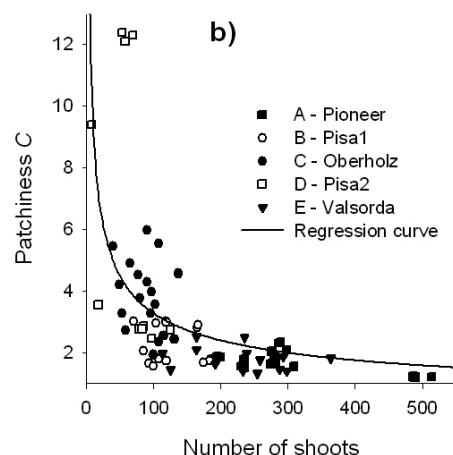 b)
12
10
8
6
4
2
Patchiness C
A - Pioneer
B - Pisa1
C - Oberholz
D - Pisa2
E - Valsorda
Regression curve
0 100 200 300 400 500
Number of shoots